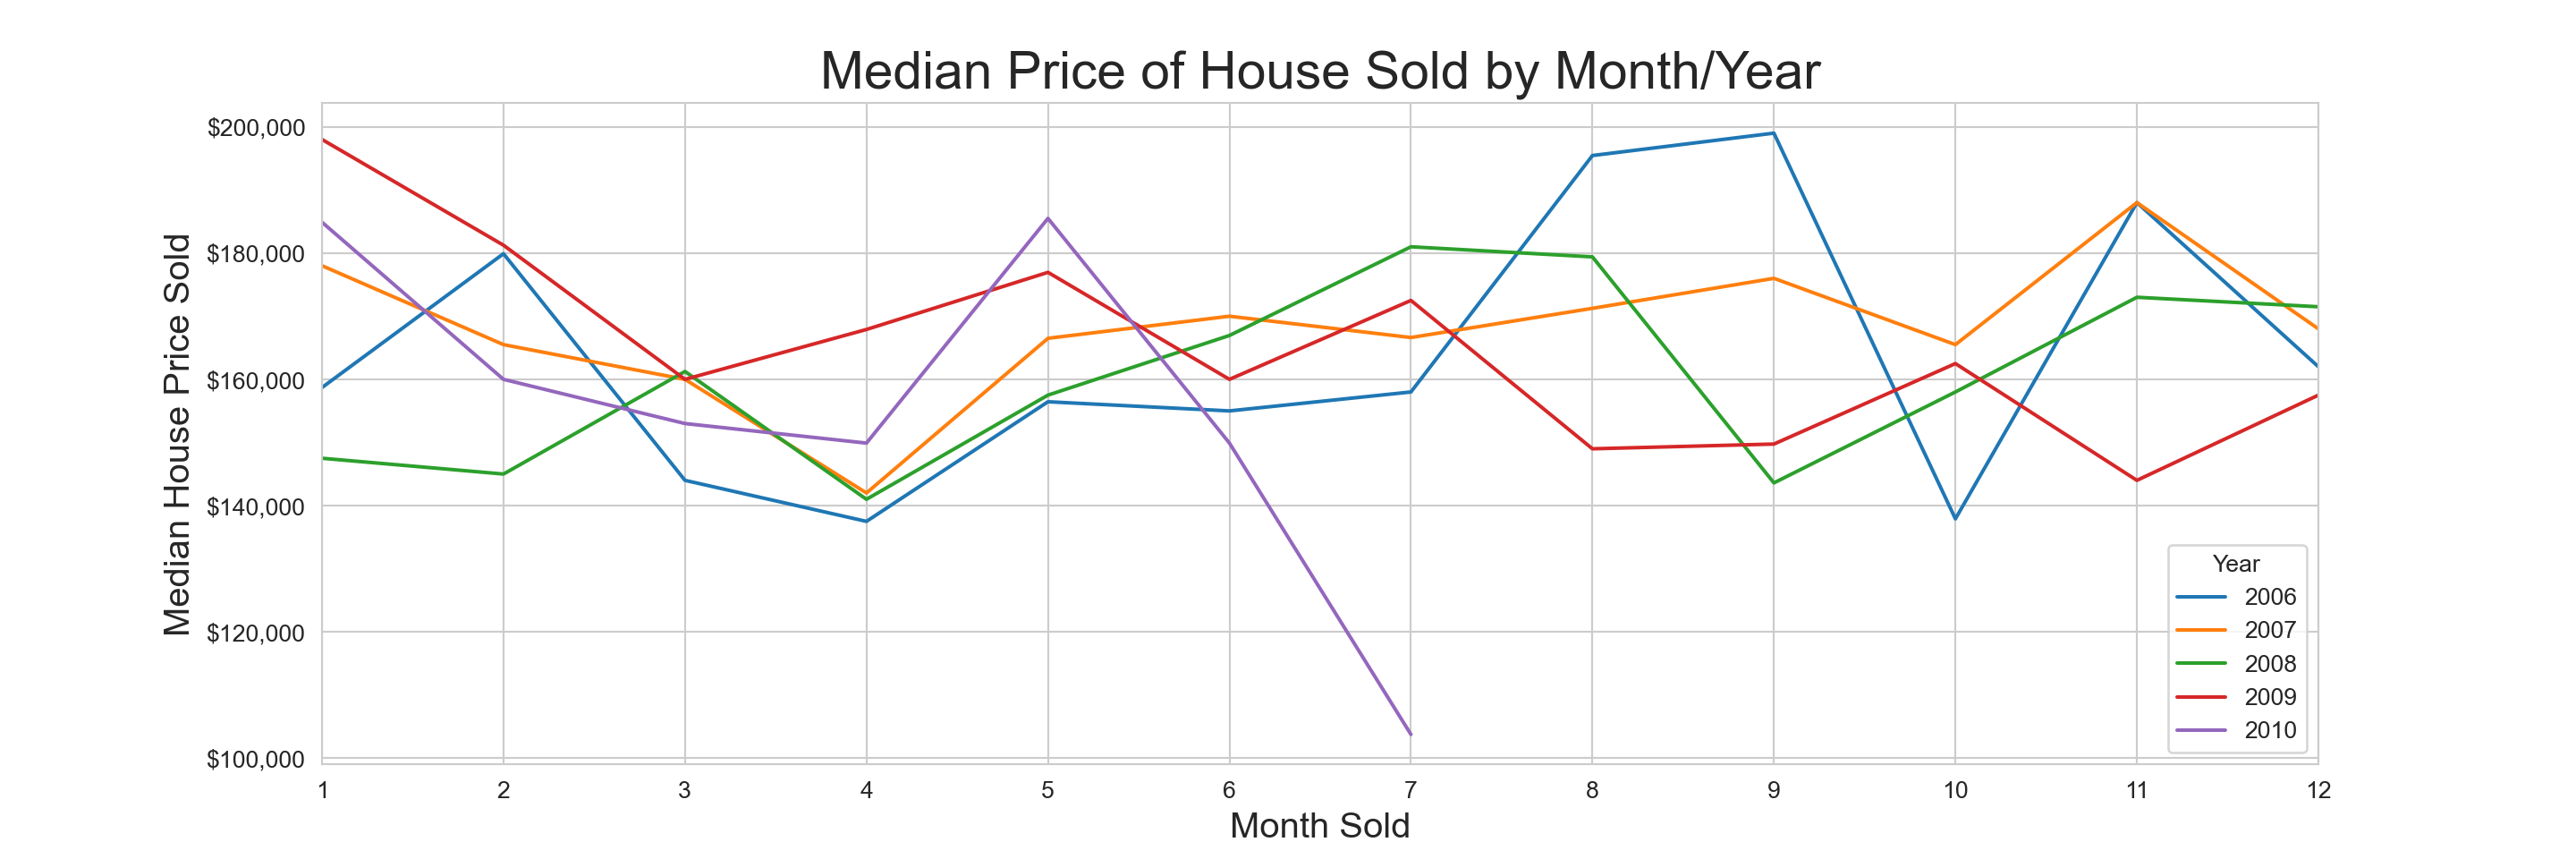 Median Price of House Sold by Month/Year
Median House Price Sold
$200,000
$180,000
$160,000
$140,000
$120,000
$100,000
1 2 3 4 5 6 7 8 9 10 11 12
Month Sold
Year
2006
2007
2008
2009
2010